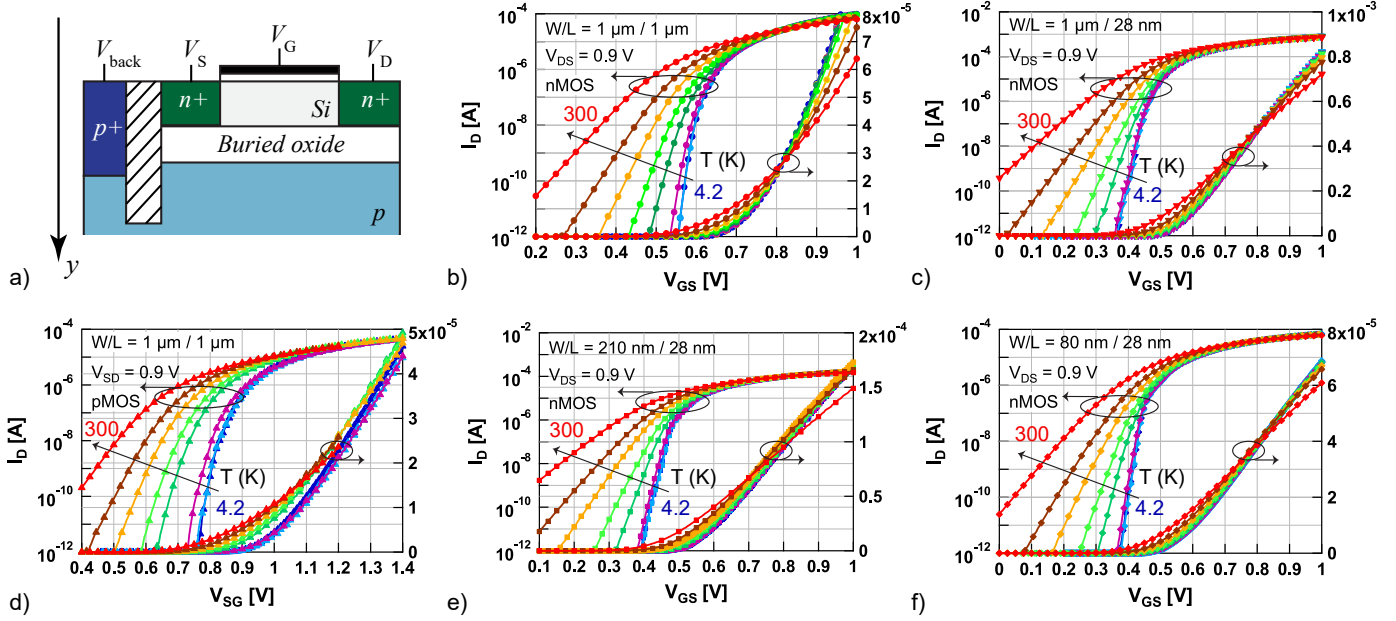 V_back
V_S
V_G
V_D
n+
Si
n+
p+
Buried oxide
p
y
a)
W/L = 1 µm / 1 µm
V_DS = 0.9 V
nMOS
300
T (K)
4.2
I_D [A]
10^-4
10^-6
10^-8
10^-10
10^-12
8x10^-5
7
6
5
4
3
2
1
0
0.2 0.3 0.4 0.5 0.6 0.7 0.8 0.9 1
V_GS [V]
b)
W/L = 1 µm / 28 nm
V_DS = 0.9 V
nMOS
300
T (K)
4.2
I_D [A]
10^-2
10^-4
10^-6
10^-8
10^-10
10^-12
1x10^-3
0.8
0.6
0.4
0.2
0
0 0.1 0.2 0.3 0.4 0.5 0.6 0.7 0.8 0.9 1
V_GS [V]
c)
W/L = 1 µm / 1 µm
V_SD = 0.9 V
pMOS
300
T (K)
4.2
I_D [A]
10^-4
10^-6
10^-8
10^-10
10^-12
5x10^-5
4
3
2
1
0
0.4 0.5 0.6 0.7 0.8 0.9 1.0 1.1 1.2 1.3 1.4
V_SG [V]
d)
W/L = 210 nm / 28 nm
V_DS = 0.9 V
nMOS
300
T (K)
4.2
I_D [A]
10^-2
10^-4
10^-6
10^-8
10^-10
10^-12
2x10^-4
1.5
1
0.5
0
0.1 0.2 0.3 0.4 0.5 0.6 0.7 0.8 0.9 1
V_GS [V]
e)
W/L = 80 nm / 28 nm
V_DS = 0.9 V
nMOS
300
T (K)
4.2
I_D [A]
10^-4
10^-6
10^-8
10^-10
10^-12
8x10^-5
6
4
2
0
0 0.1 0.2 0.3 0.4 0.5 0.6 0.7 0.8 0.9 1
V_GS [V]
f)